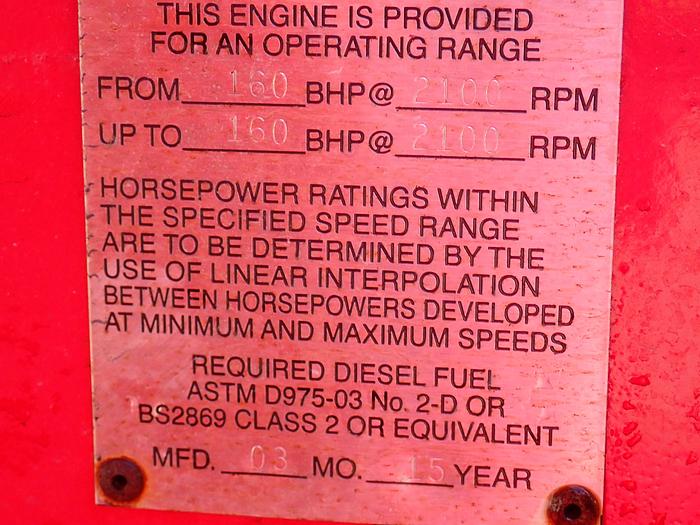 THIS ENGINE IS PROVIDED
FOR AN OPERATING RANGE
FROM 160 BHP@ 2100 RPM
UP TO 160 BHP@ 2100 RPM
HORSEPOWER RATINGS WITHIN
THE SPECIFIED SPEED RANGE
ARE TO BE DETERMINED BY THE
USE OF LINEAR INTERPOLATION
BETWEEN HORSEPOWERS DEVELOPED
AT MINIMUM AND MAXIMUM SPEEDS
REQUIRED DIESEL FUEL
ASTM D975-03 No. 2-D OR
BS2869 CLASS 2 OR EQUIVALENT
MFD. 03 MO. 15 YEAR